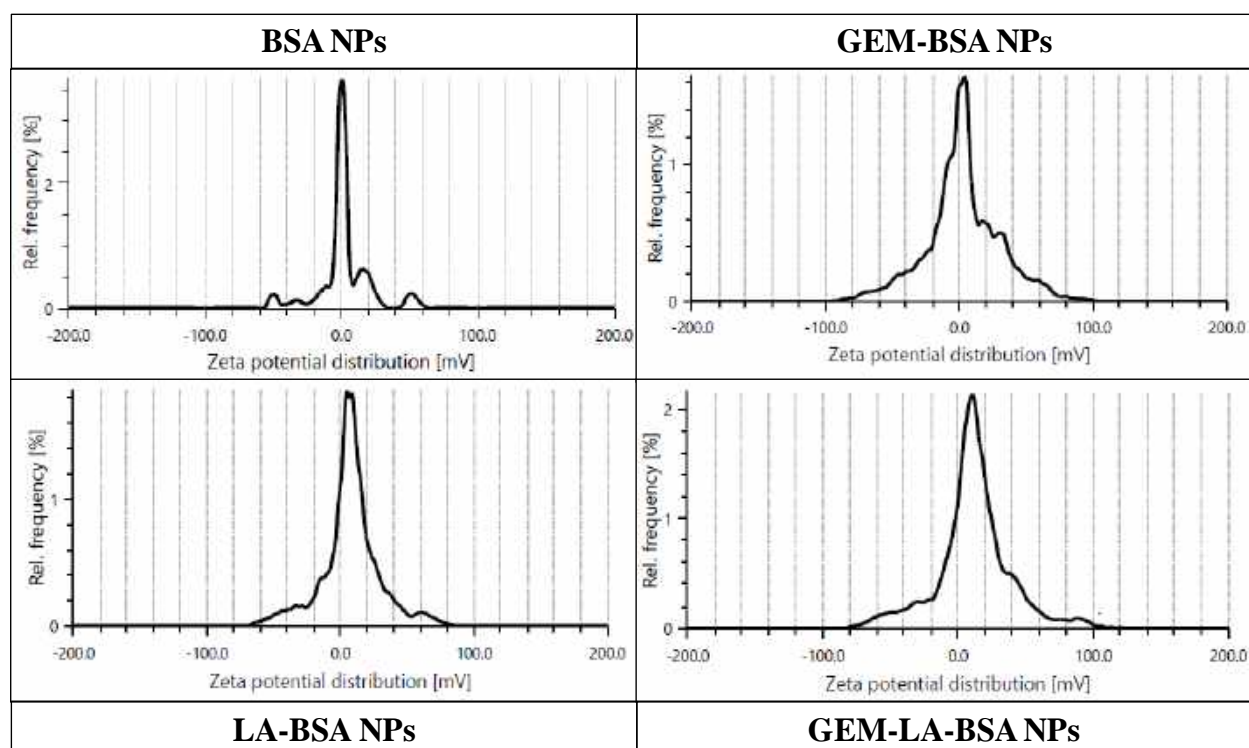 BSA NPs
GEM-BSA NPs
Rel. frequency [%]
2
0
-200.0 -100.0 0.0 100.0 200.0
Zeta potential distribution [mV]
Rel. frequency [%]
1
0
-200.0 -100.0 0.0 100.0 200.0
Zeta potential distribution [mV]
Rel. frequency [%]
1
0
-200.0 -100.0 0.0 100.0 200.0
Zeta potential distribution [mV]
Rel. frequency [%]
2
1
0
-200.0 -100.0 0.0 100.0 200.0
Zeta potential distribution [mV]
LA-BSA NPs
GEM-LA-BSA NPs